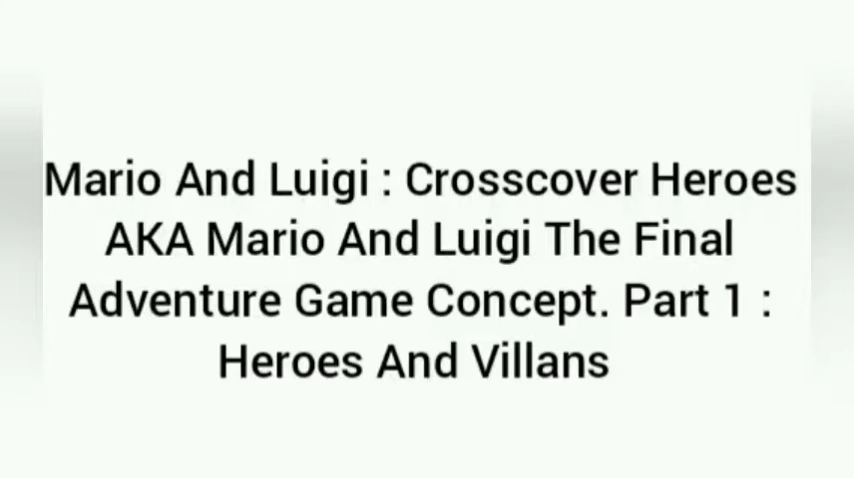 Mario And Luigi : Crosscover Heroes
AKA Mario And Luigi The Final
Adventure Game Concept. Part 1 :
Heroes And Villans